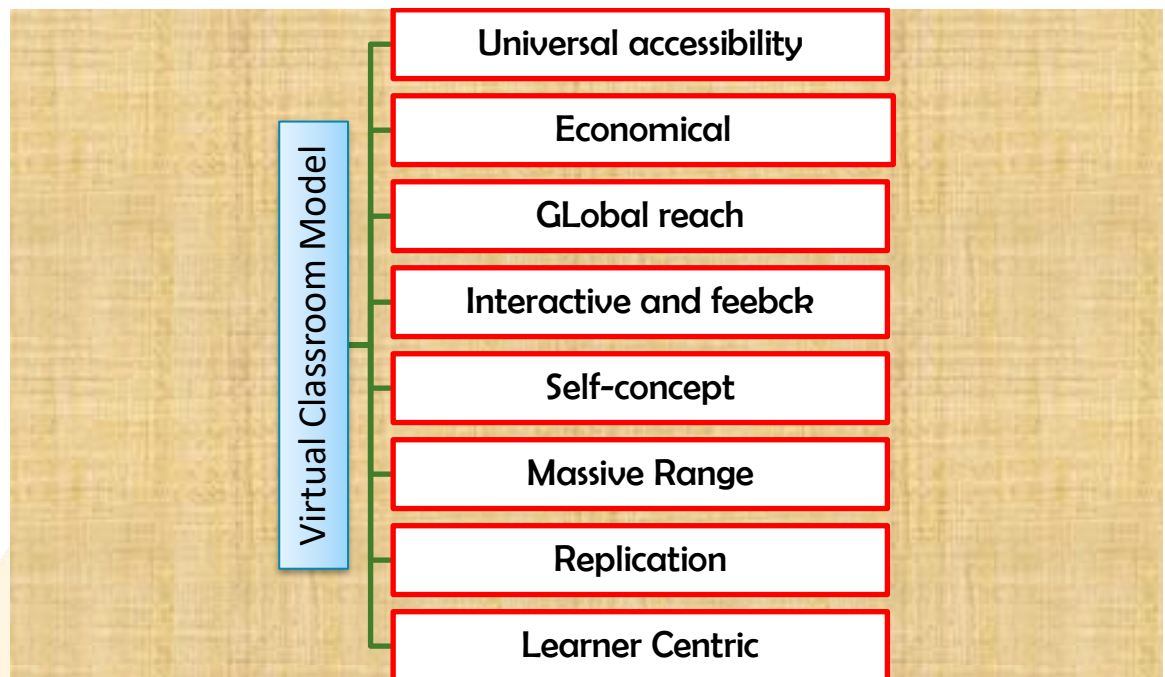 Virtual Classroom Model
Universal accessibility
Economical
GLobal reach
Interactive and feebck
Self-concept
Massive Range
Replication
Learner Centric